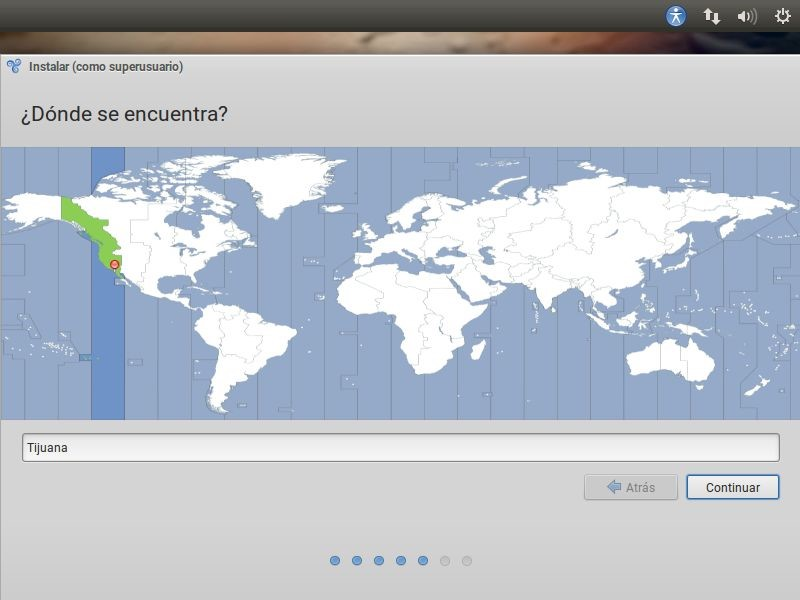 Instalar (como superusuario)
¿Dónde se encuentra?
Tijuana
Atrás
Continuar